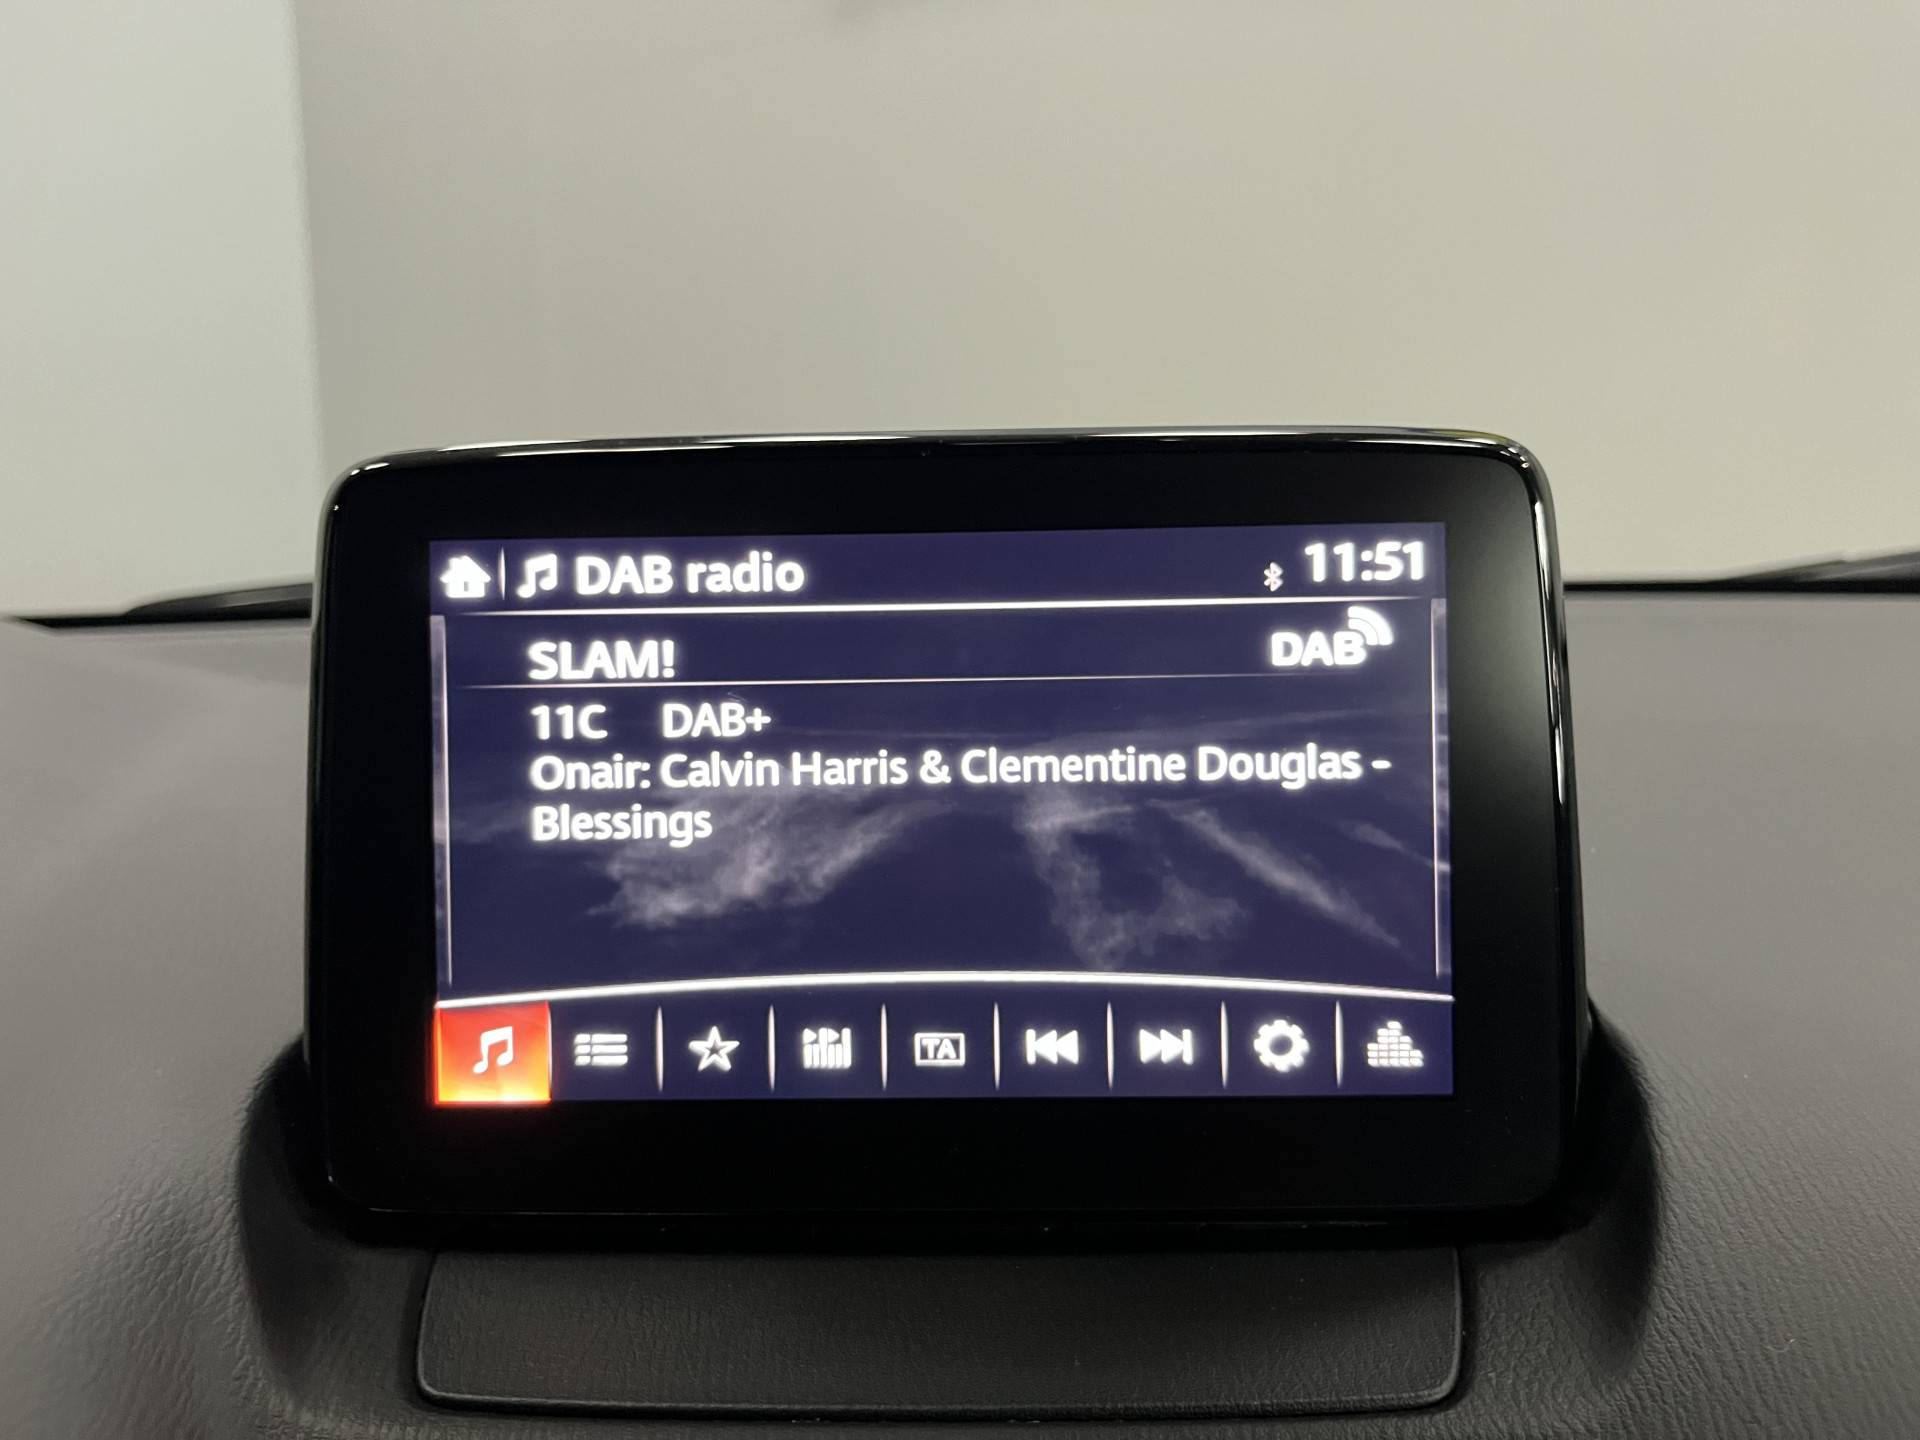 DAB radio 11:51
SLAM! DAB
11C DAB+
Onair: Calvin Harris & Clementine Douglas -
Blessings
TA